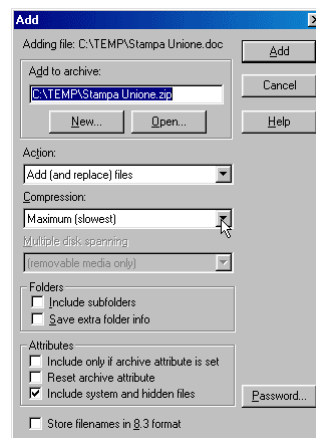 Add
Adding file: C:\TEMP\Stampa Unione.doc
Add
Add to archive:
C:\TEMP\Stampa Unione.zip
Cancel
New...
Open...
Help
Action:
Add (and replace) files
Compression:
Maximum (slowest)
Multiple disk spanning
(removable media only)
Folders
Include subfolders
Save extra folder info
Attributes
Include only if archive attribute is set
Reset archive attribute
Include system and hidden files
Password...
Store filenames in 8.3 format